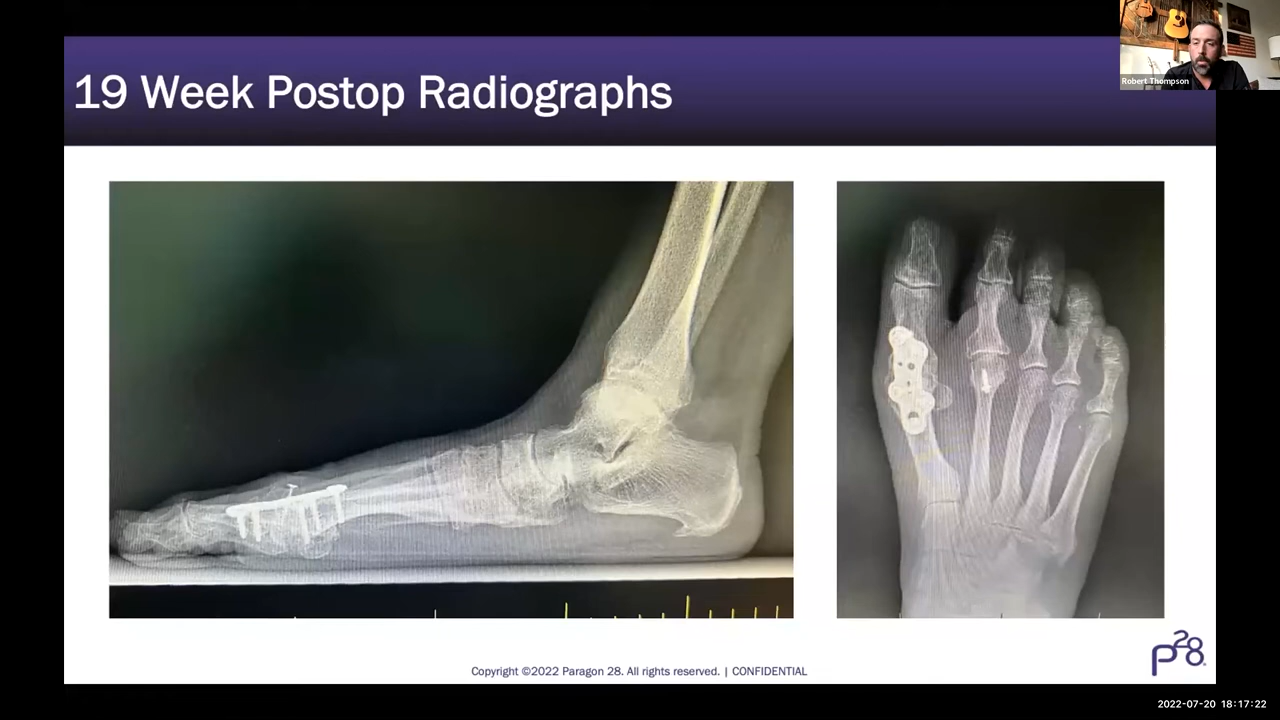 19 Week Postop Radiographs
Robert Thompson
p28
Copyright ©2022 Paragon 28. All rights reserved. | CONFIDENTIAL
2022-07-20 18:17:22